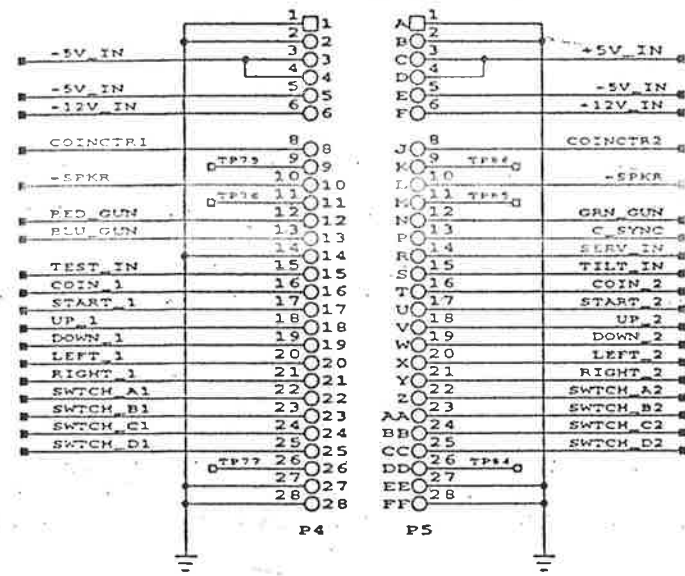 1 1 A 1
2 2 B 2
-5V_IN 3 3 C 3 +5V_IN
4 4 D 4
-5V_IN 5 5 E 5 -5V_IN
-12V_IN 6 6 F 6 +12V_IN
COINCTR1 8 8 J 8 COINCTR2
TP75 9 9 K 9 TP86
-SPKR 10 10 L 10 -SPKR
TP76 11 11 M 11 TP85
RED_GUN 12 12 N 12 GRN_GUN
BLU_GUN 13 13 P 13 C_SYNC
14 14 R 14 SERV_IN
TEST_IN 15 15 S 15 TILT_IN
COIN_1 16 16 T 16 COIN_2
START_1 17 17 U 17 START_2
UP_1 18 18 V 18 UP_2
DOWN_1 19 19 W 19 DOWN_2
LEFT_1 20 20 X 20 LEFT_2
RIGHT_1 21 21 Y 21 RIGHT_2
SWTCH_A1 22 22 Z 22 SWTCH_A2
SWTCH_B1 23 23 AA 23 SWTCH_B2
SWTCH_C1 24 24 BB 24 SWTCH_C2
SWTCH_D1 25 25 CC 25 SWTCH_D2
TP77 26 26 DD 26 TP84
27 27 EE 27
28 28 FF 28
P4 P5